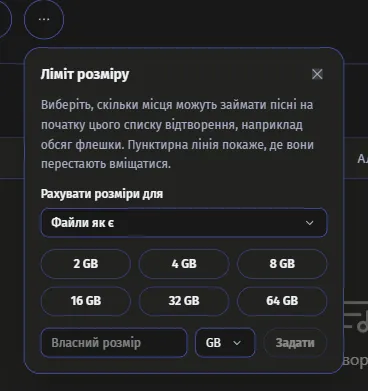 ...
Ліміт розміру
Виберіть, скільки місця можуть займати пісні на
початку цього списку відтворення, наприклад
обсяг флешки. Пунктирна лінія покаже, де вони
перестають вміщатися.
Рахувати розміри для
Файли як є
2 GB 4 GB 8 GB
16 GB 32 GB 64 GB
Власний розмір GB Задати